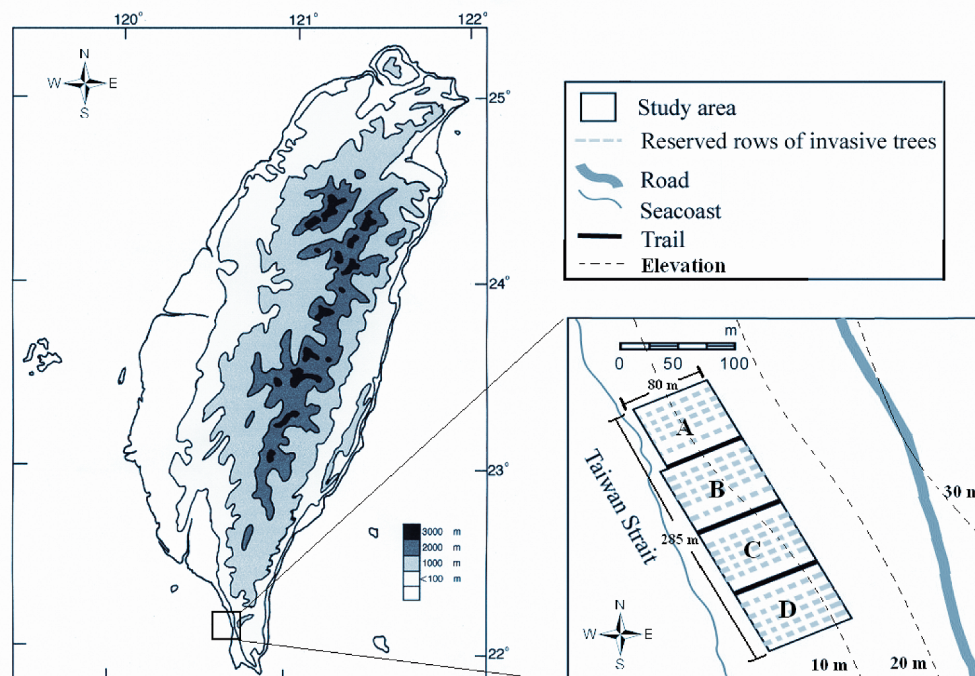 120°
121°
122°
N
W E
S
25°
24°
23°
22°
3000 m
2000 m
1000 m
<100 m
Study area
Reserved rows of invasive trees
Road
Seacoast
Trail
Elevation
m
0 50 100
80 m
A
B
C
D
Taiwan Strait
285 m
30 m
N
W E
S
10 m
20 m